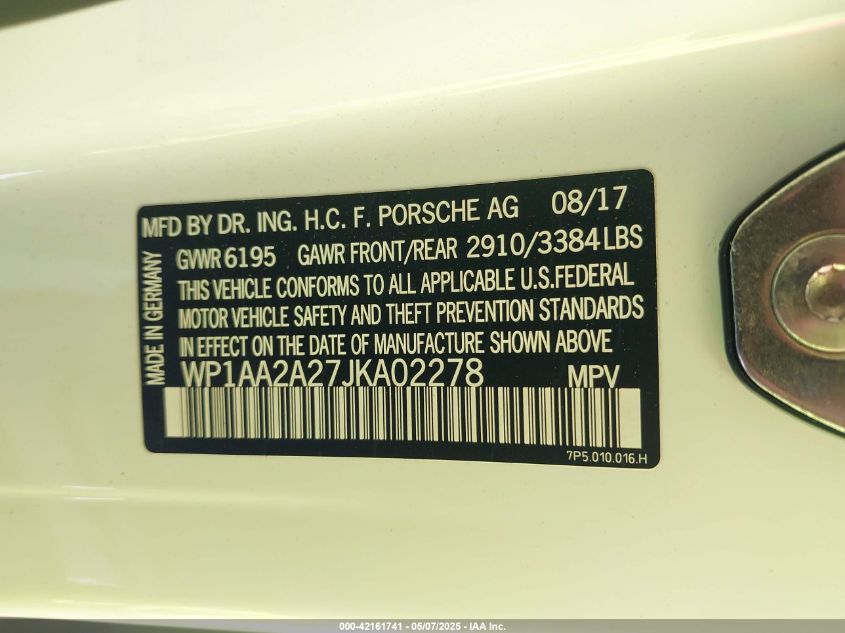 MFD BY DR. ING. H.C. F. PORSCHE AG 08/17
GVWR 6195 GAWR FRONT/REAR 2910/3384 LBS
THIS VEHICLE CONFORMS TO ALL APPLICABLE U.S. FEDERAL
MOTOR VEHICLE SAFETY AND THEFT PREVENTION STANDARDS
IN EFFECT ON THE DATE OF MANUFACTURE SHOWN ABOVE
WP1AA2A27JKA02278 MPV
7P5.010.016.H
MADE IN GERMANY
000-42161741 - 05/07/2025 - IAA Inc.